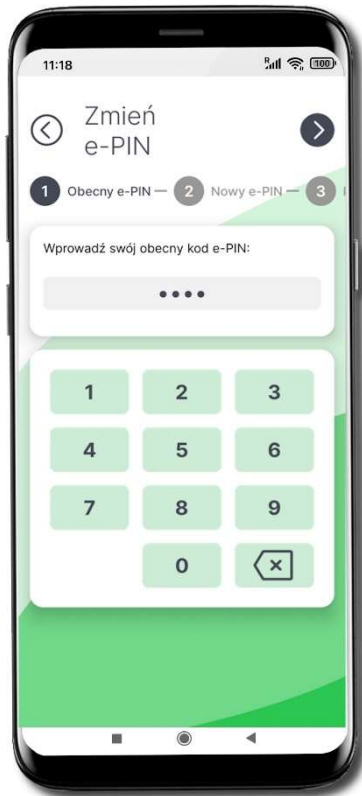 11:18
R
100
Zmień
e-PIN
1 Obecny e-PIN — 2 Nowy e-PIN — 3
Wprowadź swój obecny kod e-PIN:
••••
1 2 3
4 5 6
7 8 9
0